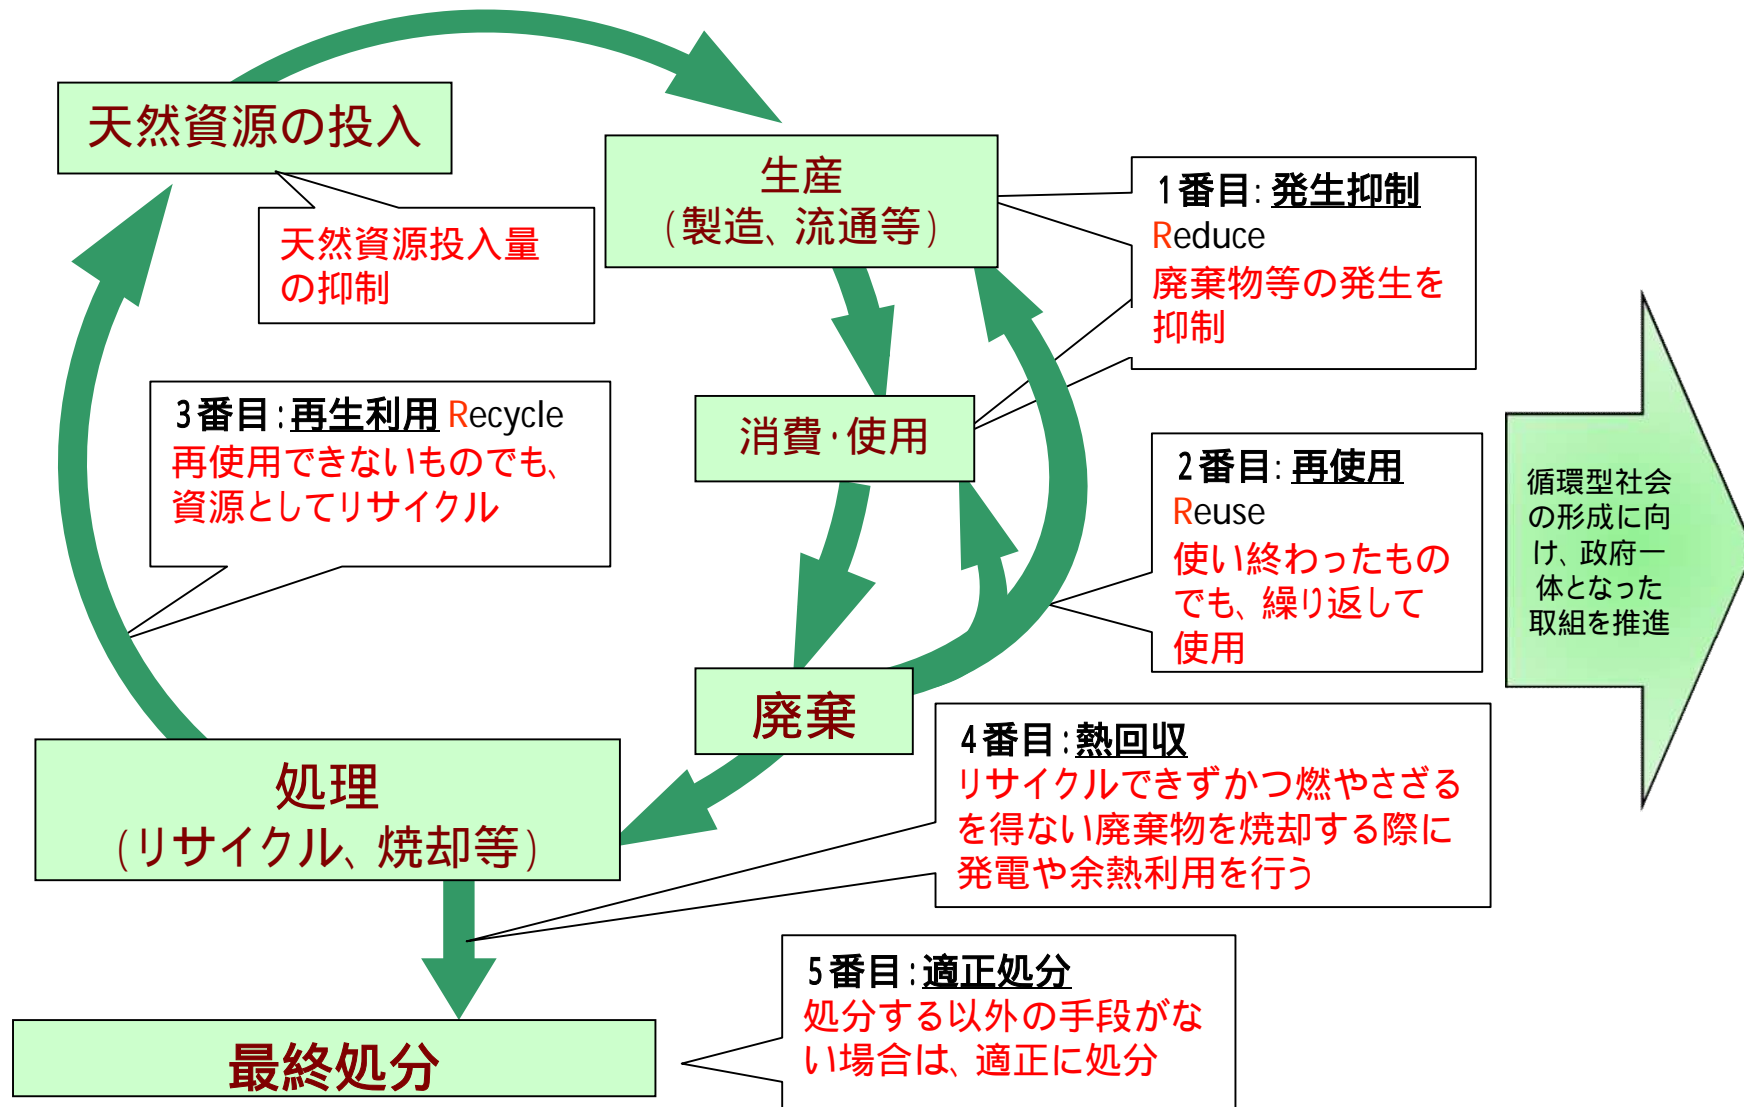 天然資源の投入
天然資源投入量
の抑制
生産
(製造、流通等)
1番目：発生抑制
Reduce
廃棄物等の発生を
抑制
3番目：再生利用 Recycle
再使用できないものでも、
資源としてリサイクル
消費・使用
2番目：再使用
Reuse
使い終わったもの
でも、繰り返して
使用
循環型社会
の形成に向
け、政府一
体となった
取組を推進
廃棄
処理
(リサイクル、焼却等)
4番目：熱回収
リサイクルできずかつ燃やさざる
を得ない廃棄物を焼却する際に
発電や余熱利用を行う
5番目：適正処分
処分する以外の手段がな
い場合は、適正に処分
最終処分